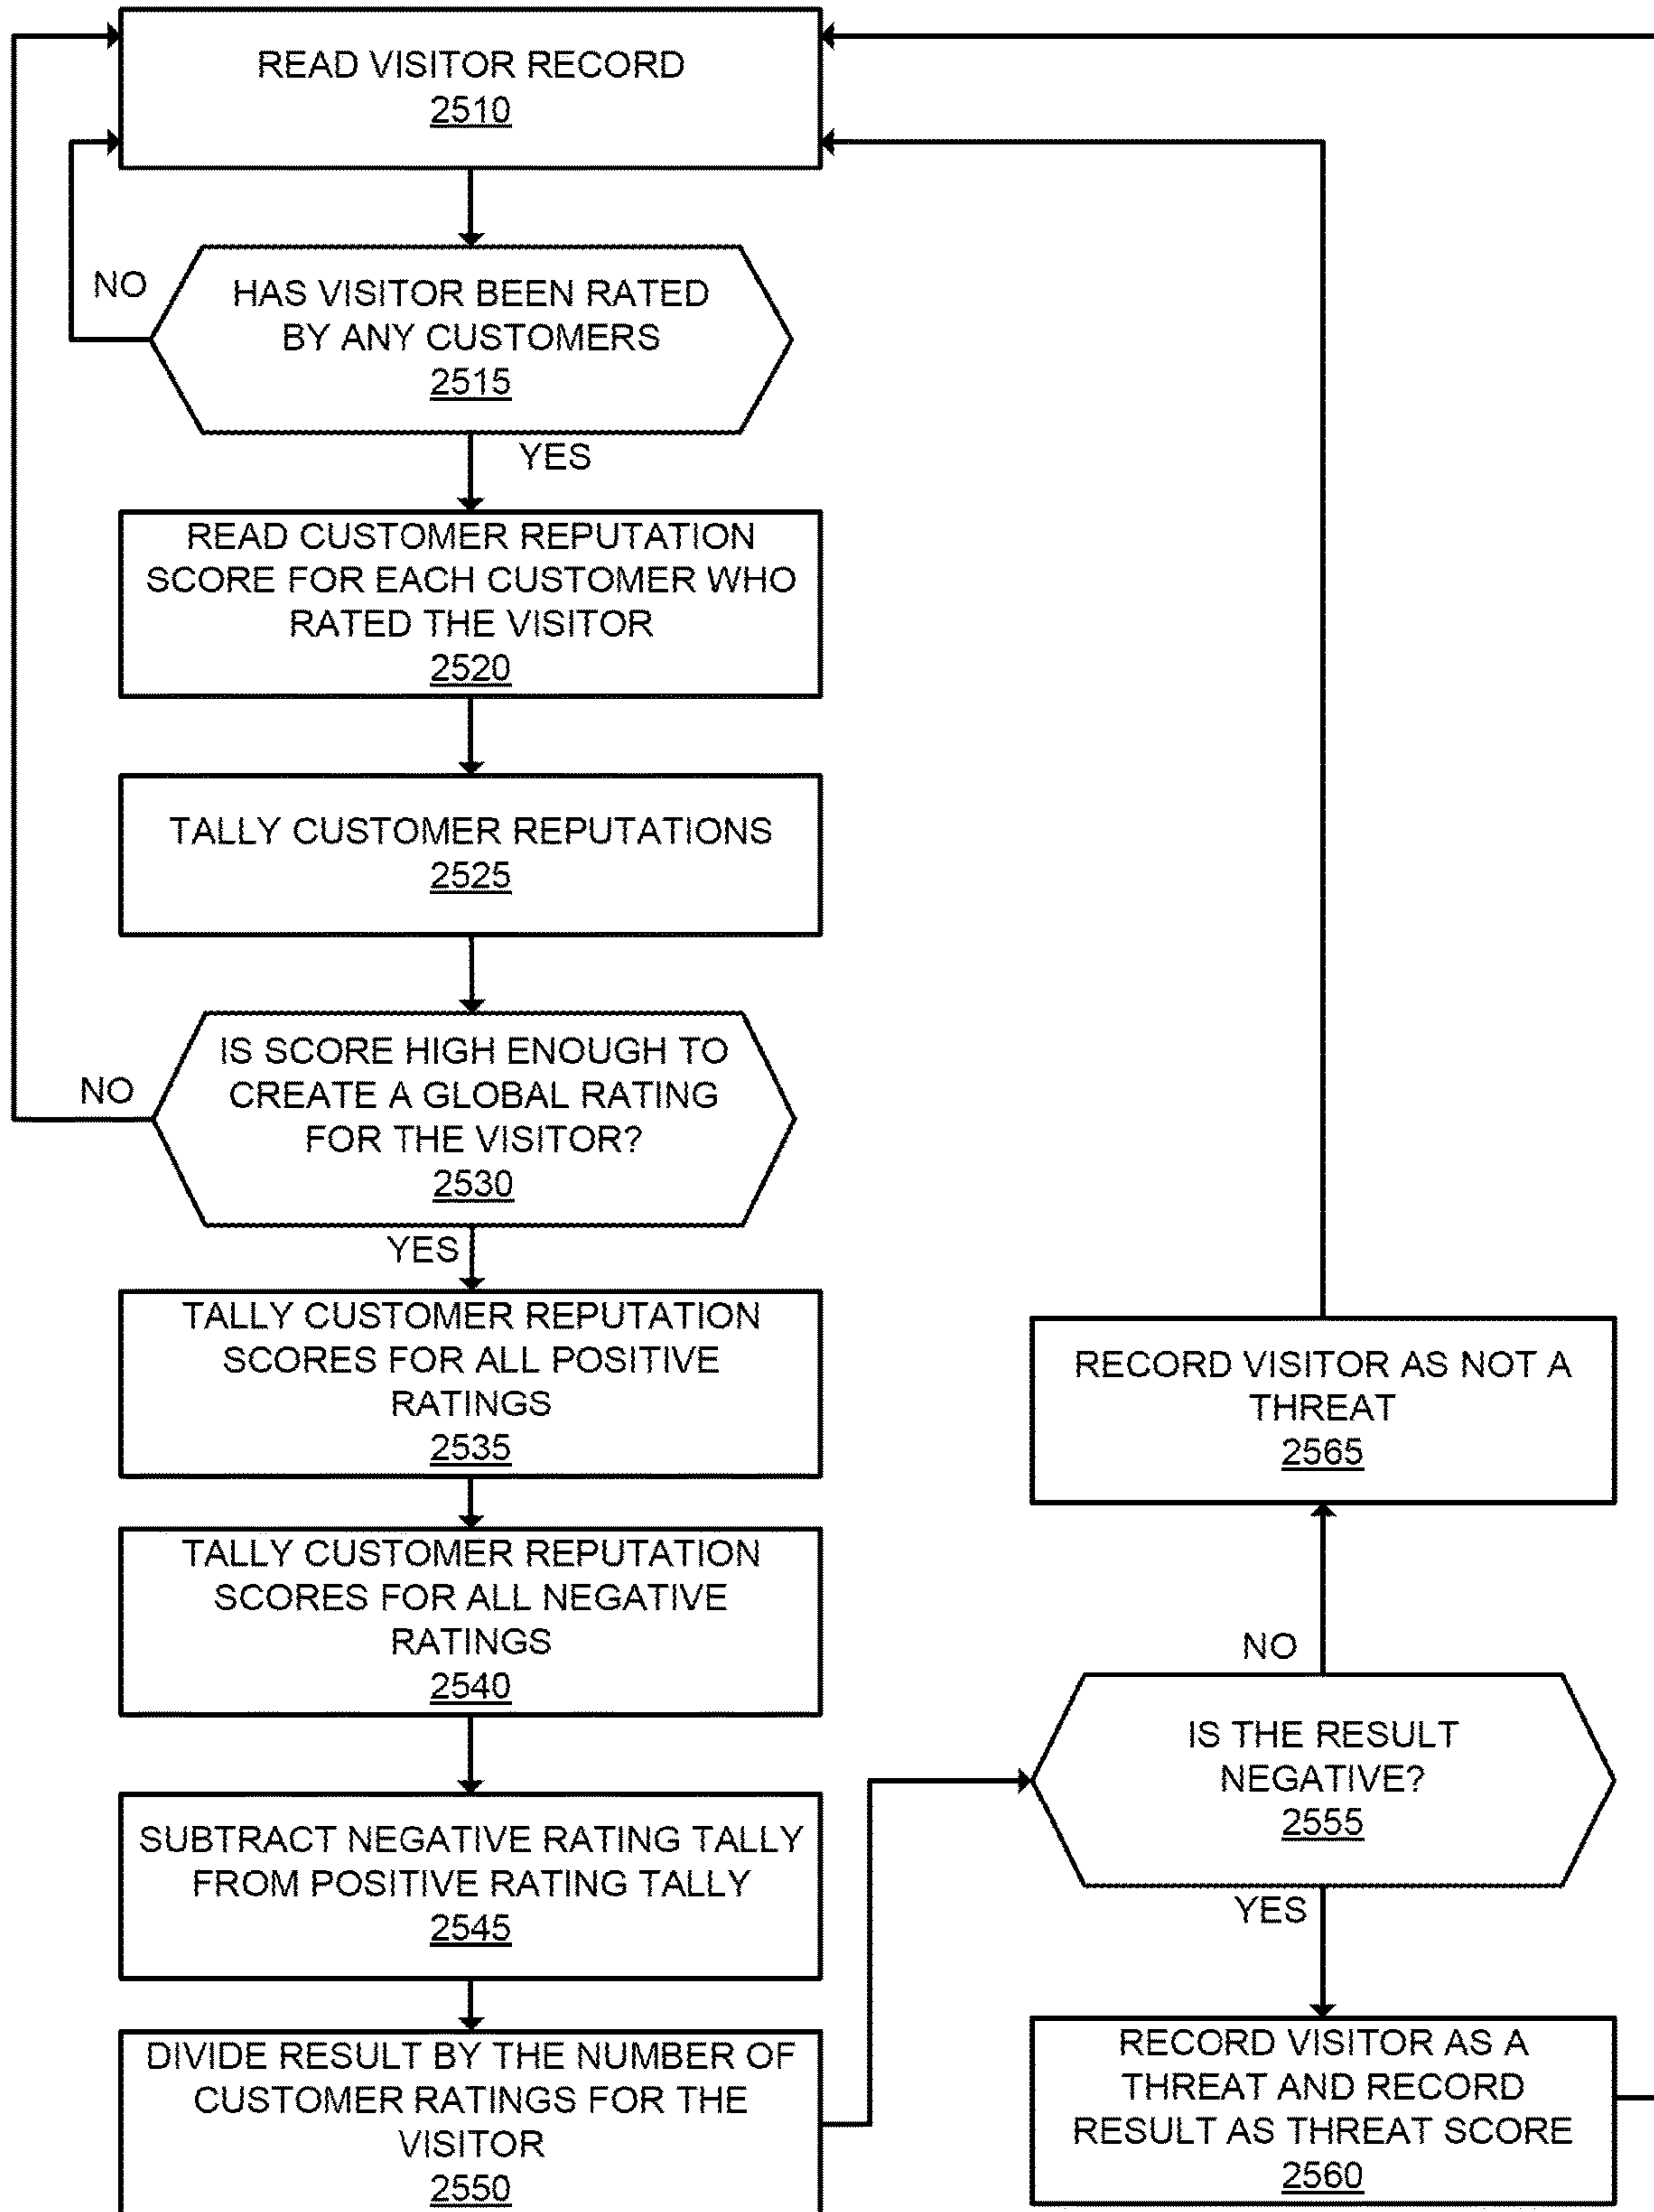 READ VISITOR RECORD
2510
NO
HAS VISITOR BEEN RATED
BY ANY CUSTOMERS
2515
YES
READ CUSTOMER REPUTATION
SCORE FOR EACH CUSTOMER WHO
RATED THE VISITOR
2520
TALLY CUSTOMER REPUTATIONS
2525
IS SCORE HIGH ENOUGH TO
CREATE A GLOBAL RATING
FOR THE VISITOR?
2530
NO
YES
TALLY CUSTOMER REPUTATION
SCORES FOR ALL POSITIVE
RATINGS
2535
TALLY CUSTOMER REPUTATION
SCORES FOR ALL NEGATIVE
RATINGS
2540
SUBTRACT NEGATIVE RATING TALLY
FROM POSITIVE RATING TALLY
2545
DIVIDE RESULT BY THE NUMBER OF
CUSTOMER RATINGS FOR THE
VISITOR
2550
RECORD VISITOR AS NOT A
THREAT
2565
NO
IS THE RESULT
NEGATIVE?
2555
YES
RECORD VISITOR AS A
THREAT AND RECORD
RESULT AS THREAT SCORE
2560